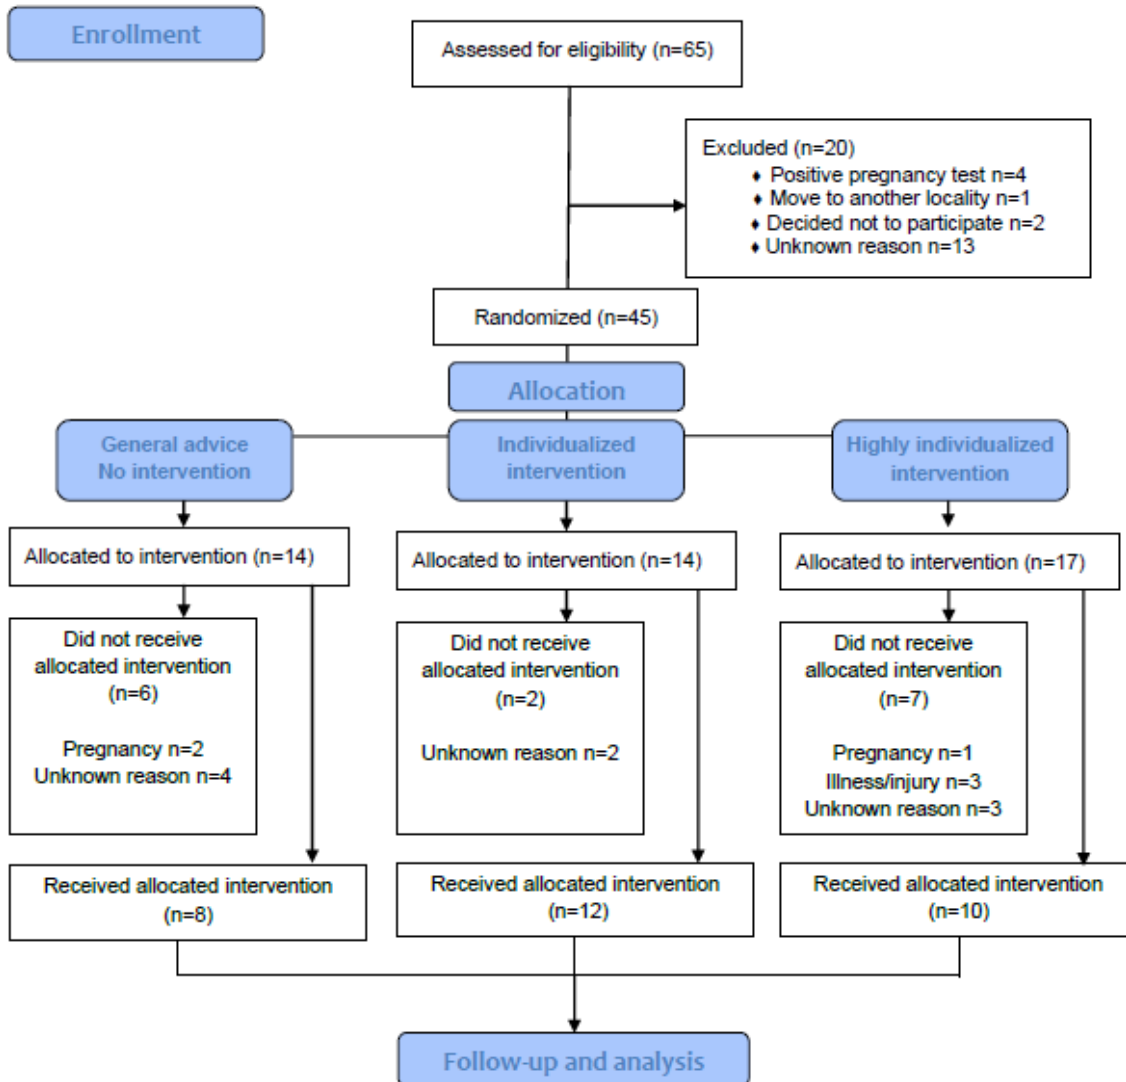 Enrollment
Assessed for eligibility (n=65)
Excluded (n=20)
♦ Positive pregnancy test n=4
♦ Move to another locality n=1
♦ Decided not to participate n=2
♦ Unknown reason n=13
Randomized (n=45)
Allocation
General advice
No intervention
Individualized
intervention
Highly individualized
intervention
Allocated to intervention (n=14)
Allocated to intervention (n=14)
Allocated to intervention (n=17)
Did not receive
allocated intervention
(n=6)
Pregnancy n=2
Unknown reason n=4
Did not receive
allocated intervention
(n=2)
Unknown reason n=2
Did not receive
allocated intervention
(n=7)
Pregnancy n=1
Illness/injury n=3
Unknown reason n=3
Received allocated intervention
(n=8)
Received allocated intervention
(n=12)
Received allocated intervention
(n=10)
Follow-up and analysis